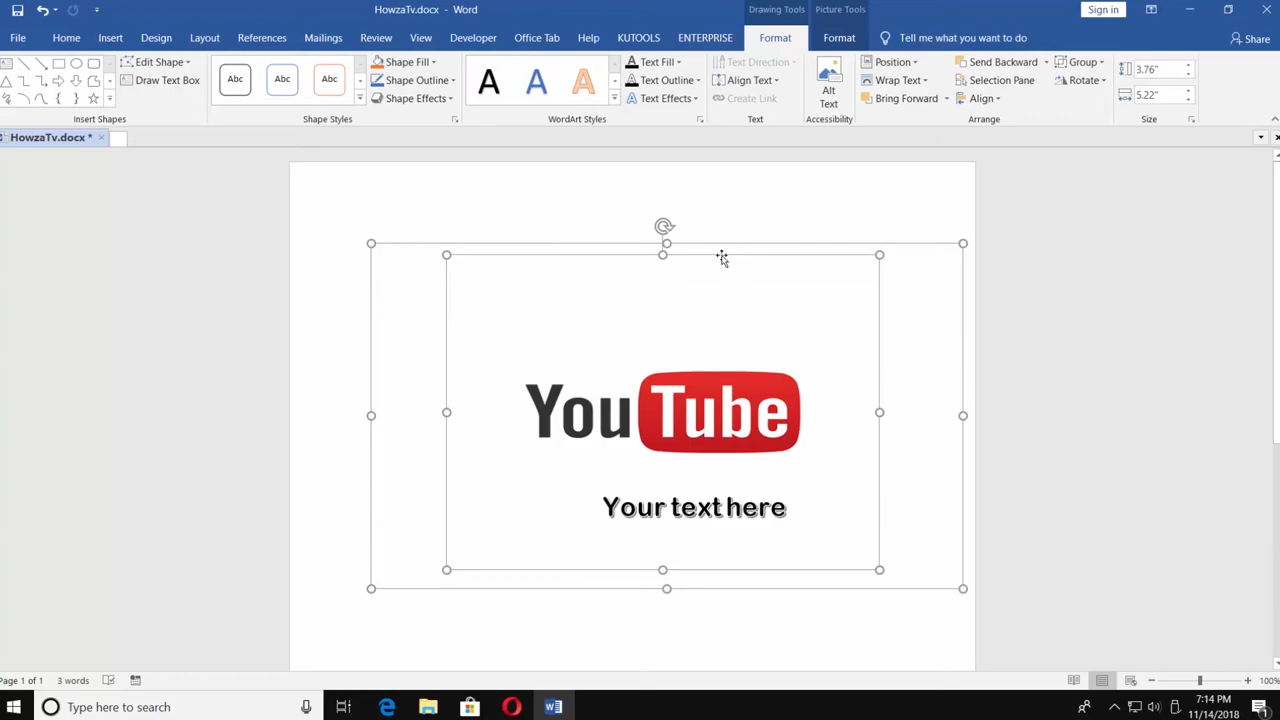 HowzaTv.docx - Word
Drawing Tools
Picture Tools
Sign in
File
Home
Insert
Design
Layout
References
Mailings
Review
View
Developer
Office Tab
Help
KUTOOLS
ENTERPRISE
Format
Format
Tell me what you want to do
Share
Edit Shape
Draw Text Box
Insert Shapes
Abc
Abc
Abc
Shape Fill
Shape Outline
Shape Effects
Shape Styles
A
A
A
Text Fill
Text Outline
Text Effects
WordArt Styles
Text Direction
Align Text
Create Link
Text
Alt
Text
Accessibility
Position
Wrap Text
Bring Forward
Send Backward
Selection Pane
Align
Group
Rotate
Arrange
3.76"
5.22"
Size
HowzaTv.docx *
YouTube
Your text here
Page 1 of 1
3 words
100%
Type here to search
7:14 PM
11/14/2018
1